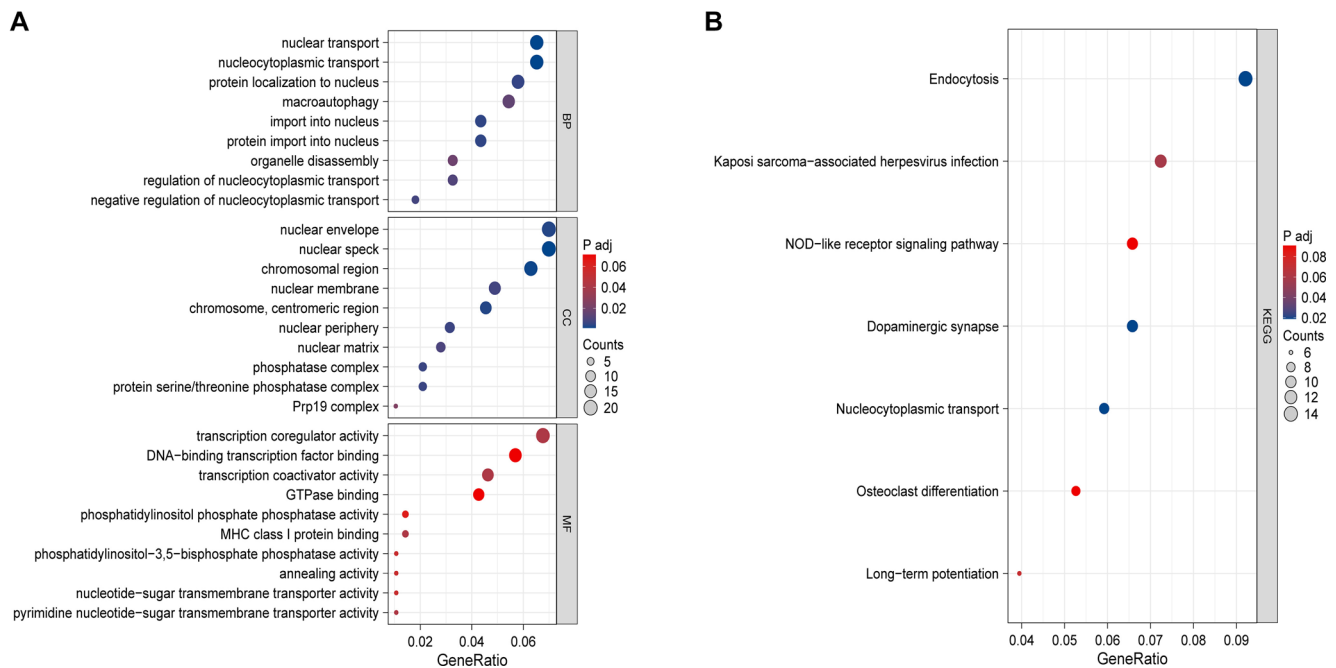 A
nuclear transport
nucleocytoplasmic transport
protein localization to nucleus
macroautophagy
import into nucleus
protein import into nucleus
organelle disassembly
regulation of nucleocytoplasmic transport
negative regulation of nucleocytoplasmic transport
BP
nuclear envelope
nuclear speck
chromosomal region
nuclear membrane
chromosome, centromeric region
nuclear periphery
nuclear matrix
phosphatase complex
protein serine/threonine phosphatase complex
Prp19 complex
CC
transcription coregulator activity
DNA−binding transcription factor binding
transcription coactivator activity
GTPase binding
phosphatidylinositol phosphate phosphatase activity
MHC class I protein binding
phosphatidylinositol−3,5−bisphosphate phosphatase activity
annealing activity
nucleotide−sugar transmembrane transporter activity
pyrimidine nucleotide−sugar transmembrane transporter activity
MF
0.02 0.04 0.06
GeneRatio
P adj
0.06
0.04
0.02
Counts
5
10
15
20
B
Endocytosis
Kaposi sarcoma−associated herpesvirus infection
NOD−like receptor signaling pathway
Dopaminergic synapse
Nucleocytoplasmic transport
Osteoclast differentiation
Long−term potentiation
KEGG
0.04 0.05 0.06 0.07 0.08 0.09
GeneRatio
P adj
0.08
0.06
0.04
0.02
Counts
6
8
10
12
14